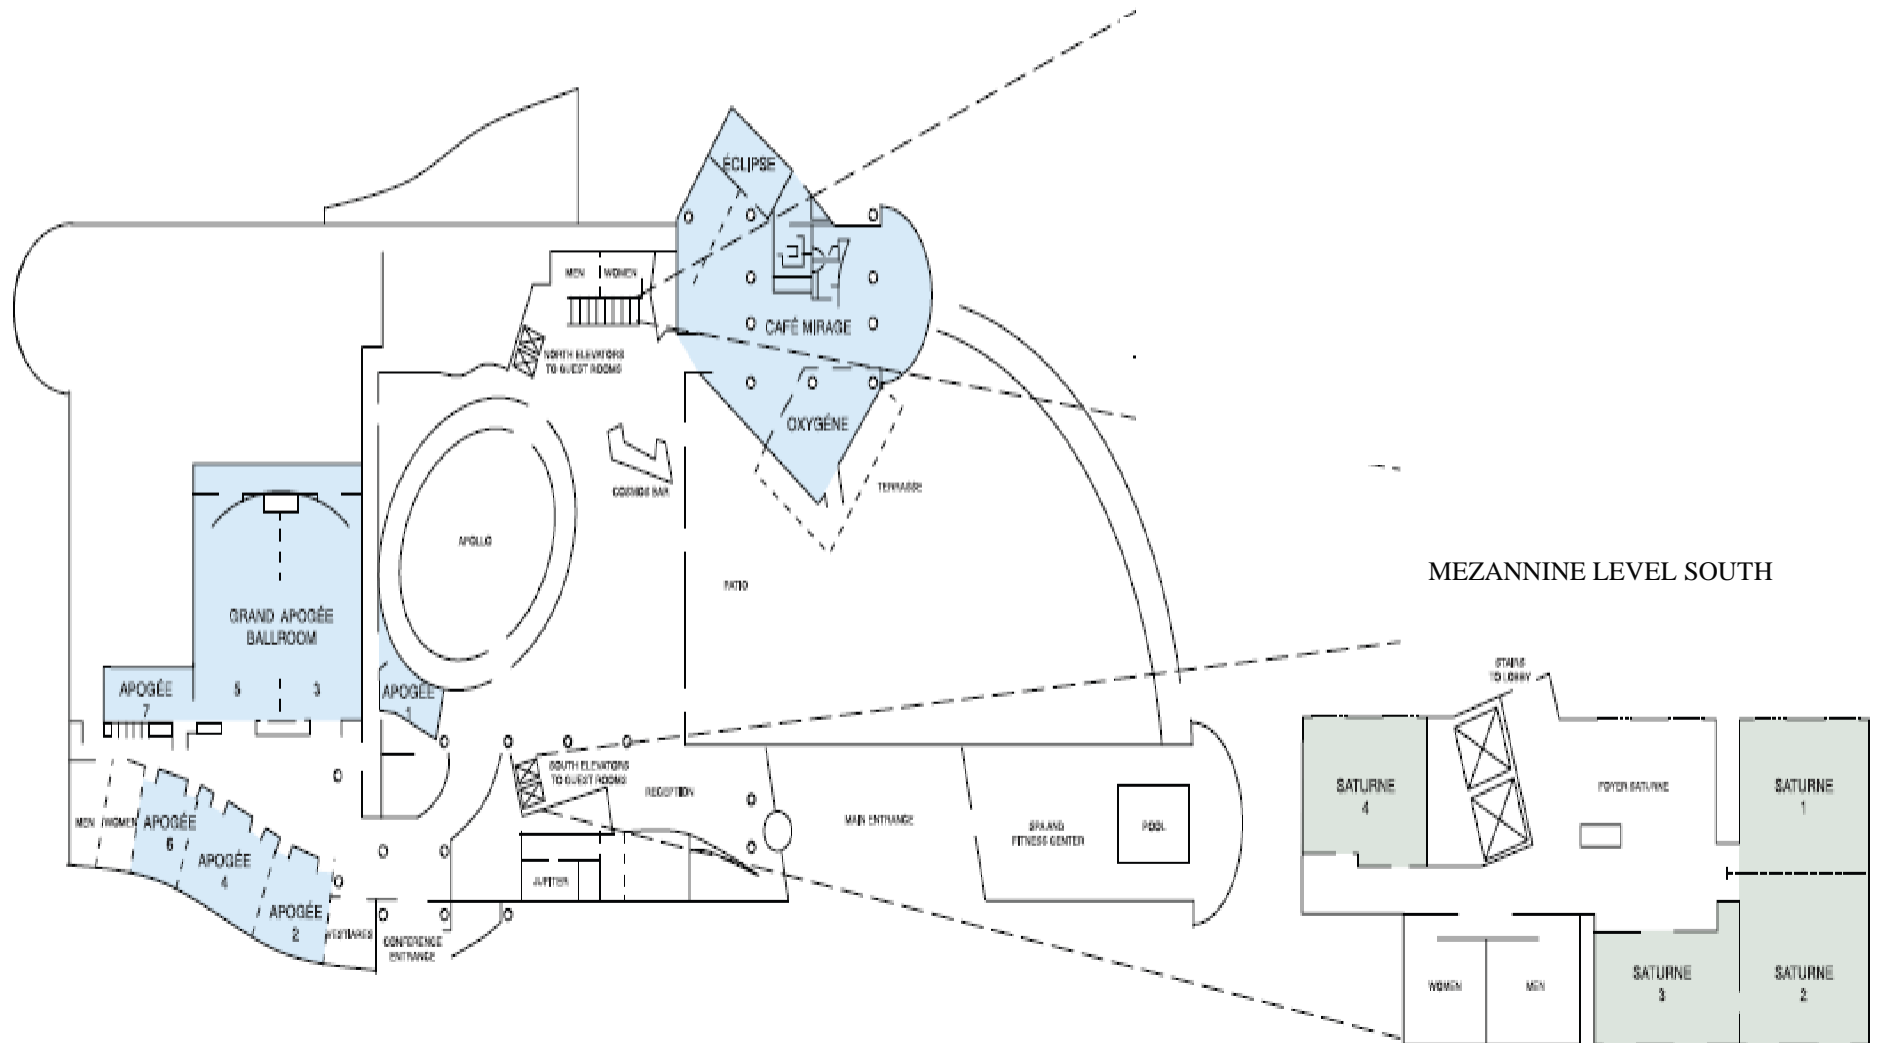 ÉCLIPSE
MEN
WOMEN
CAFÉ MIRAGE
NORTH ELEVATORS
TO GUEST ROOMS
OXYGÈNE
COSMOS BAR
TERRASSE
APOLLO
PATIO
GRAND APOGÉE
BALLROOM
5
3
APOGÉE
7
APOGÉE
1
SOUTH ELEVATORS
TO GUEST ROOMS
RECEPTION
MEN
WOMEN
APOGÉE
6
APOGÉE
4
APOGÉE
2
VESTIAIRES
CONFERENCE
ENTRANCE
JUPITER
MAIN ENTRANCE
SPA AND
FITNESS CENTER
POOL
MEZANNINE LEVEL SOUTH
STAIRS
TO LOBBY
SATURNE
4
FOYER SATURNE
SATURNE
1
WOMEN
MEN
SATURNE
3
SATURNE
2